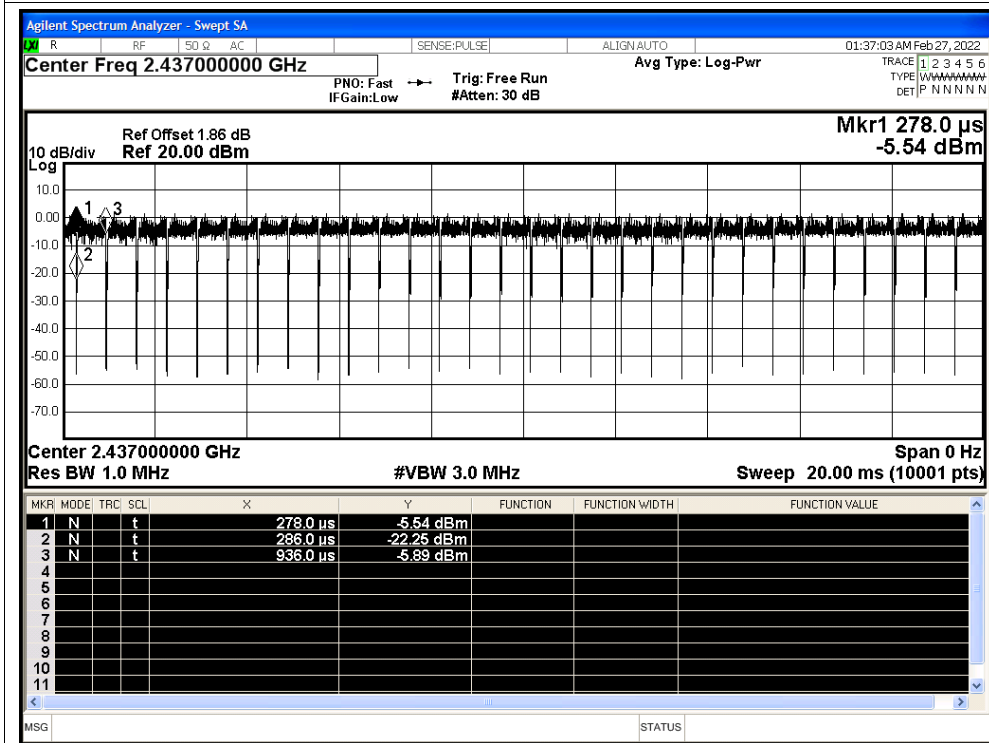 Agilent Spectrum Analyzer - Swept SA
LXI R RF 50 Ω AC SENSE:PULSE ALIGN AUTO 01:37:03 AM Feb 27, 2022
Center Freq 2.437000000 GHz
PNO: Fast
IFGain:Low
Trig: Free Run
#Atten: 30 dB
Avg Type: Log-Pwr
TRACE 1 2 3 4 5 6
TYPE
DET P N N N N N
Ref Offset 1.86 dB
Ref 20.00 dBm
10 dB/div
Log
Mkr1 278.0 µs
-5.54 dBm
10.0
0.00
-10.0
-20.0
-30.0
-40.0
-50.0
-60.0
-70.0
1
2
3
Center 2.437000000 GHz Span 0 Hz
Res BW 1.0 MHz #VBW 3.0 MHz Sweep 20.00 ms (10001 pts)
MKR MODE TRC SCL X Y FUNCTION FUNCTION WIDTH FUNCTION VALUE
1 N t 278.0 µs -5.54 dBm
2 N t 286.0 µs -22.25 dBm
3 N t 936.0 µs -5.89 dBm
4
5
6
7
8
9
10
11
MSG STATUS